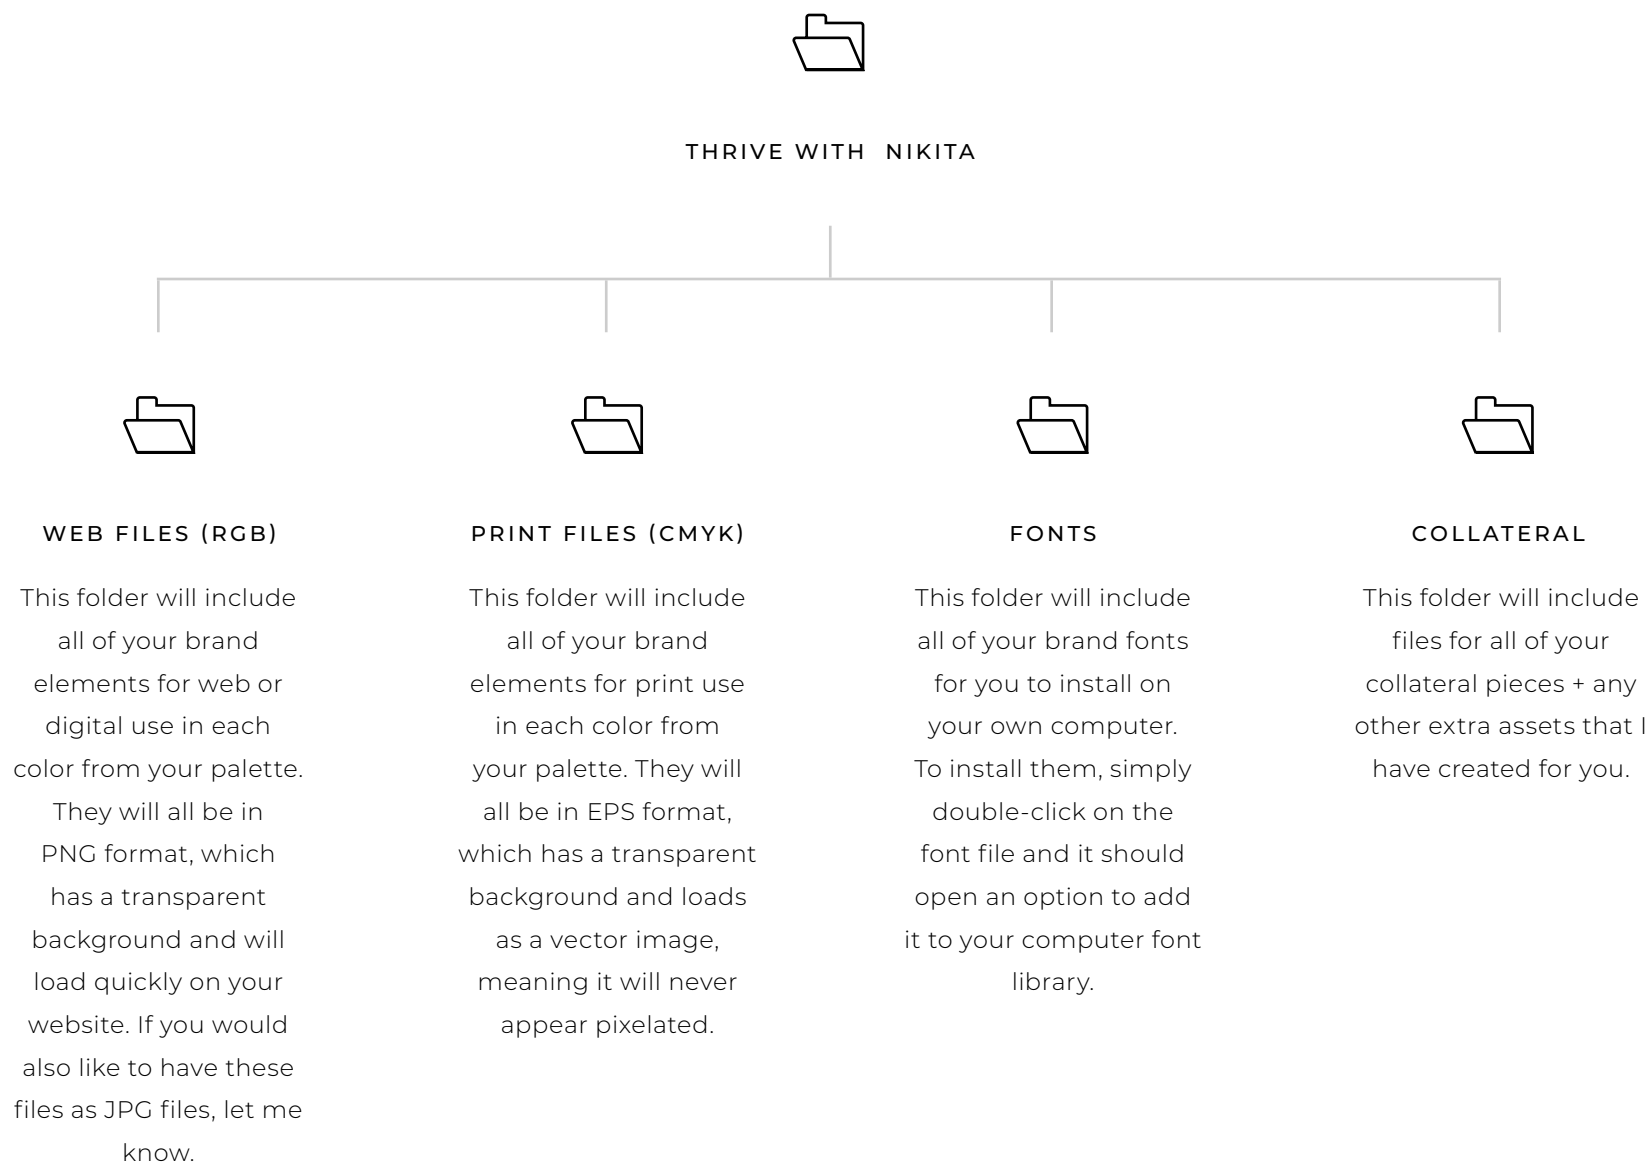 THRIVE WITH NIKITA
WEB FILES (RGB)
This folder will include
all of your brand
elements for web or
digital use in each
color from your palette.
They will all be in
PNG format, which
has a transparent
background and will
load quickly on your
website. If you would
also like to have these
files as JPG files, let me
know.
PRINT FILES (CMYK)
This folder will include
all of your brand
elements for print use
in each color from
your palette. They will
all be in EPS format,
which has a transparent
background and loads
as a vector image,
meaning it will never
appear pixelated.
FONTS
This folder will include
all of your brand fonts
for you to install on
your own computer.
To install them, simply
double-click on the
font file and it should
open an option to add
it to your computer font
library.
COLLATERAL
This folder will include
files for all of your
collateral pieces + any
other extra assets that I
have created for you.